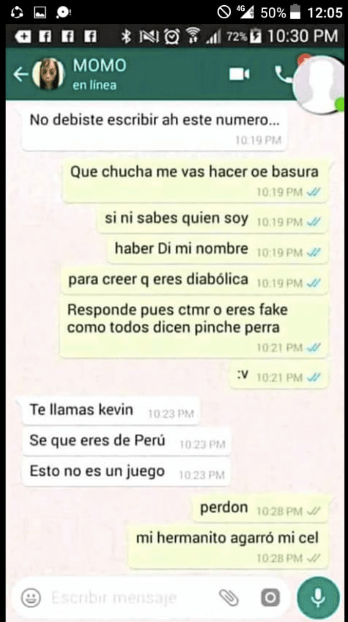 4G 50% 12:05
72% 10:30 PM
MOMO
en línea
No debiste escribir ah este numero...
10:19 PM
Que chucha me vas hacer oe basura
10:19 PM
si ni sabes quien soy 10:19 PM
haber Di mi nombre 10:19 PM
para creer q eres diabólica 10:19 PM
Responde pues ctmr o eres fake
como todos dicen pinche perra
10:21 PM
:v 10:21 PM
Te llamas kevin 10:23 PM
Se que eres de Perú 10:23 PM
Esto no es un juego 10:23 PM
perdon 10:28 PM
mi hermanito agarró mi cel
10:28 PM
Escribir mensaje